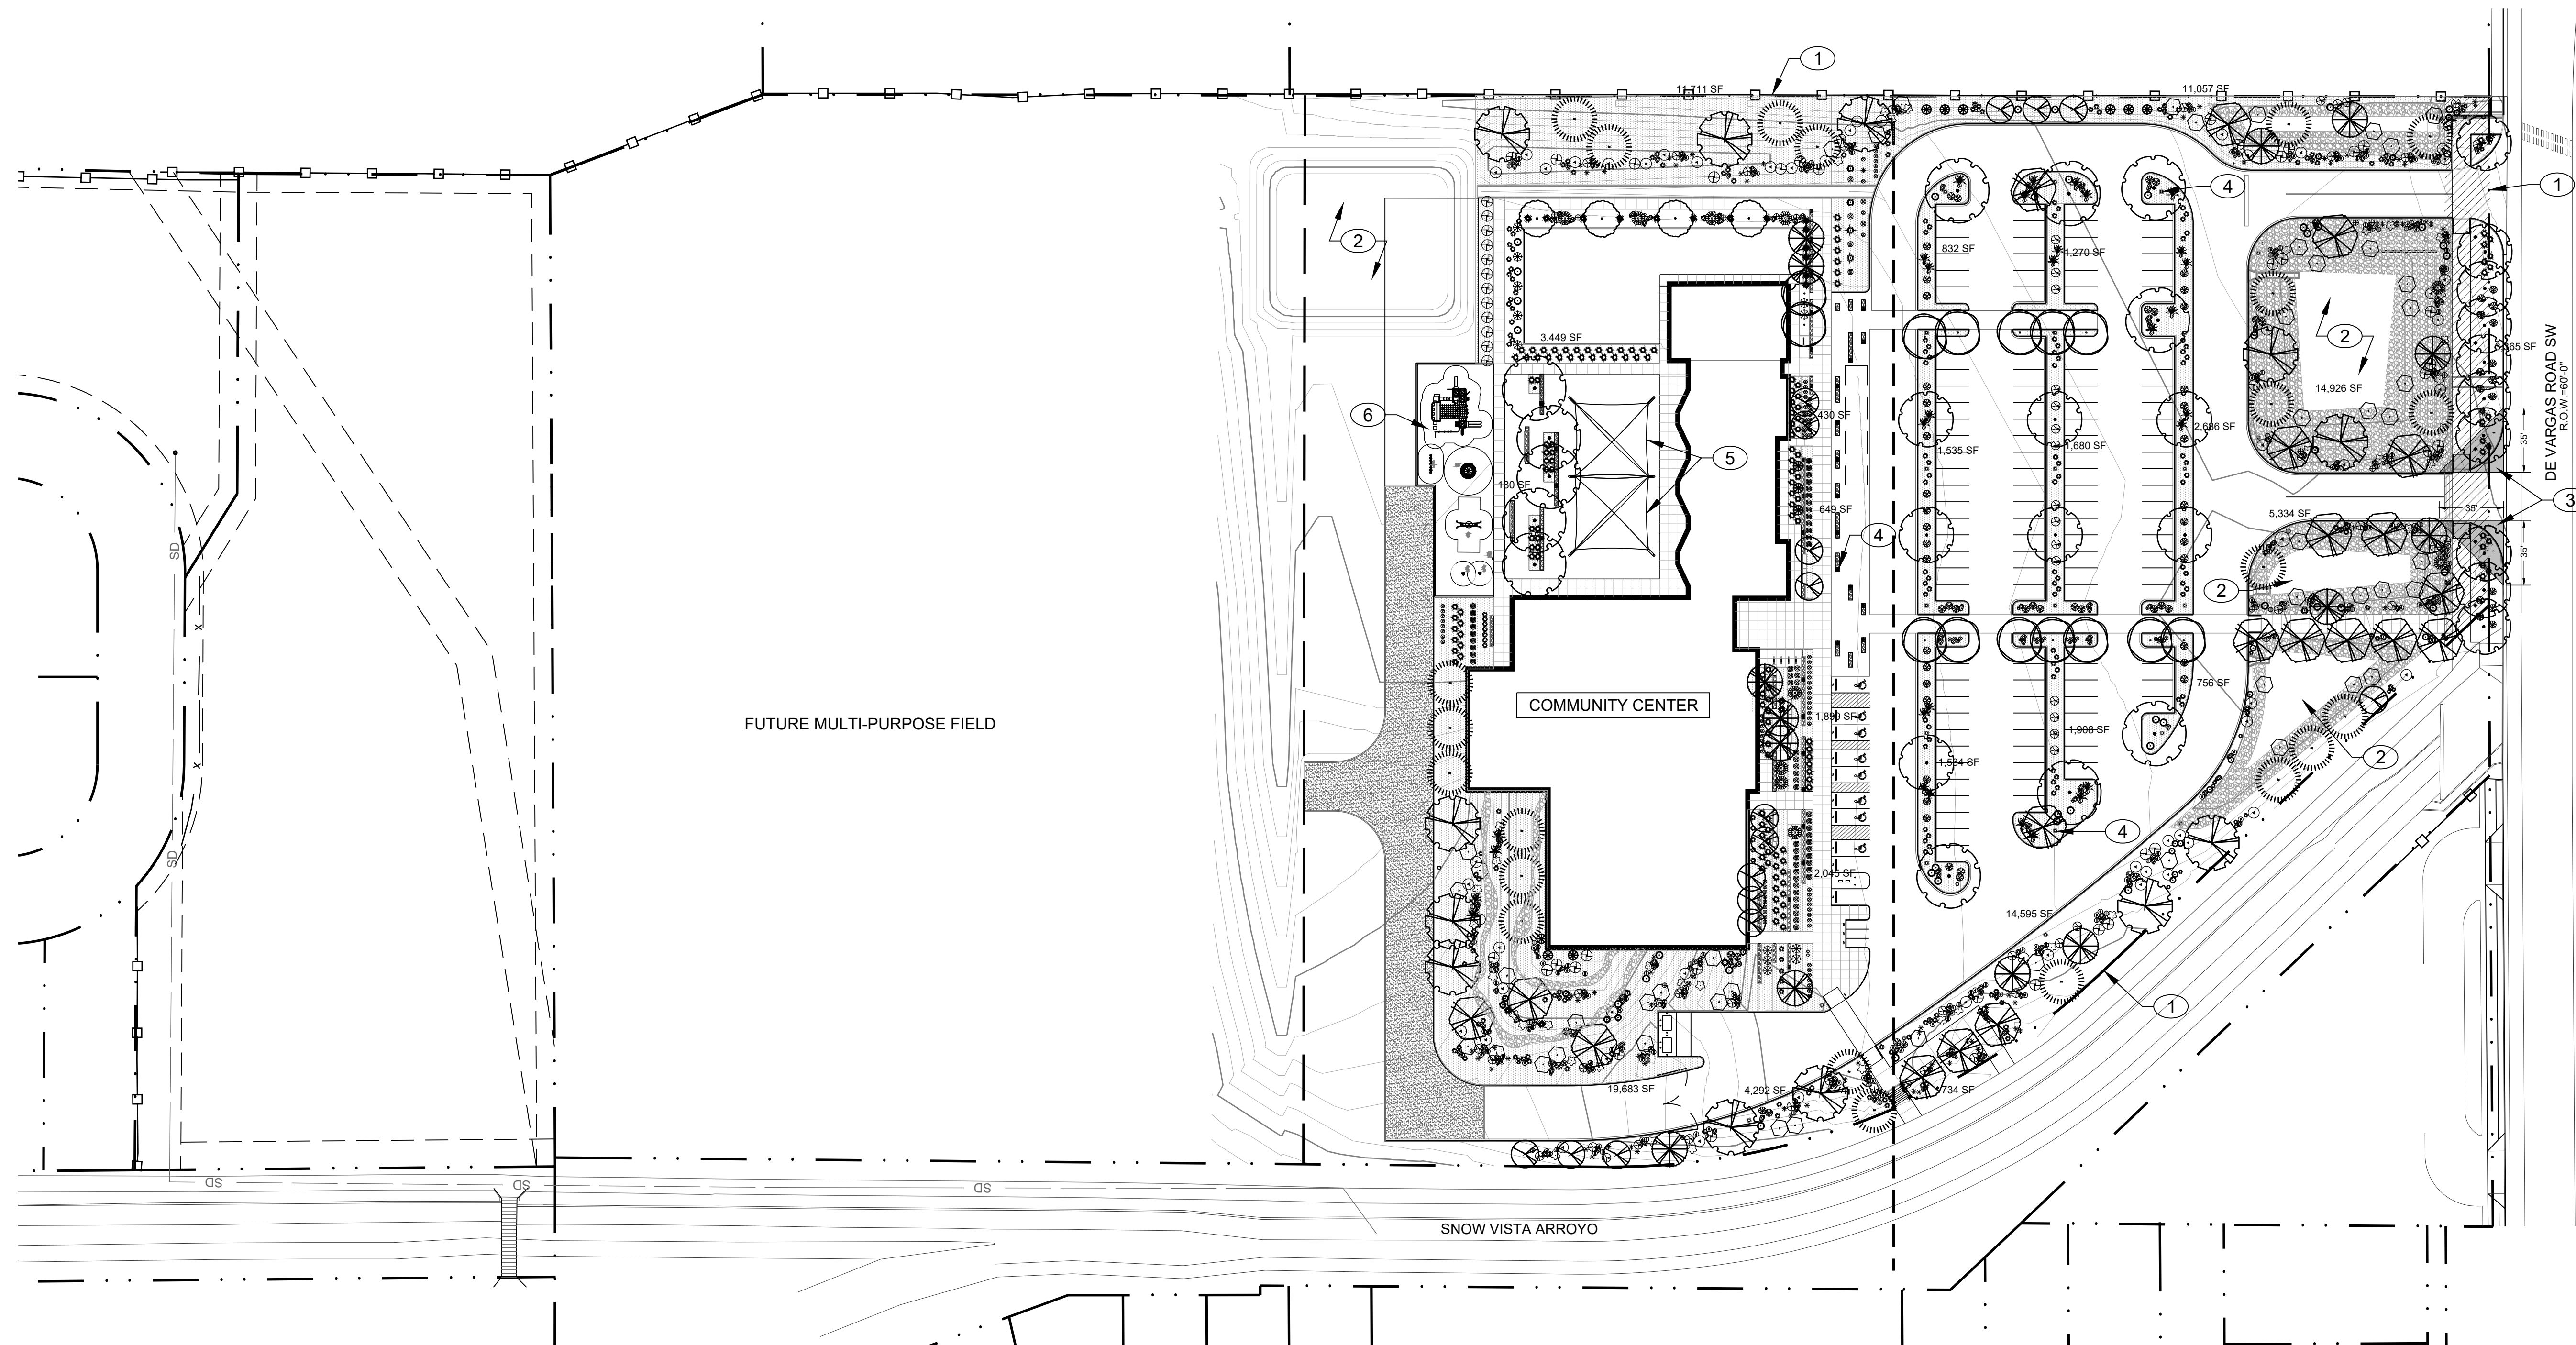 1
11,711 SF
11,057 SF
1
4
2
832 SF
1,270 SF
2
3,449 SF
14,926 SF
DE VARGAS ROAD SW
R.O.W.=60'-0"
6
430 SF
2,636 SF
35'
5
1,535 SF
1,680 SF
180 SF
649 SF
3
35'
5,334 SF
4
35'
SD
2
x
756 SF
COMMUNITY CENTER
FUTURE MULTI-PURPOSE FIELD
1,908 SF
2
x
4
SD
2,045 SF
14,595 SF
1
19,683 SF
4,292 SF
734 SF
SD
SD
SD
SNOW VISTA ARROYO